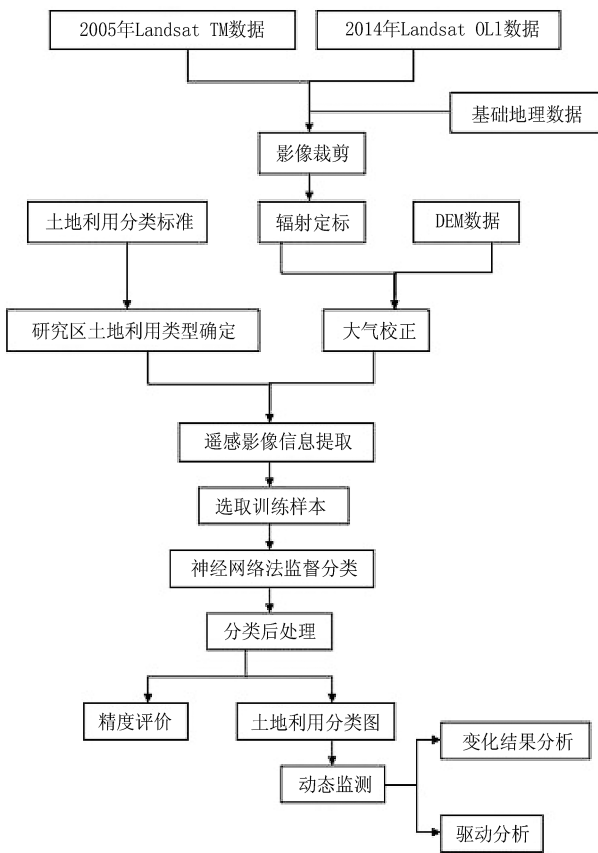 2005年Landsat TM数据
2014年Landsat OLl数据
基础地理数据
影像裁剪
土地利用分类标准
辐射定标
DEM数据
研究区土地利用类型确定
大气校正
遥感影像信息提取
选取训练样本
神经网络法监督分类
分类后处理
精度评价
土地利用分类图
变化结果分析
动态监测
驱动分析